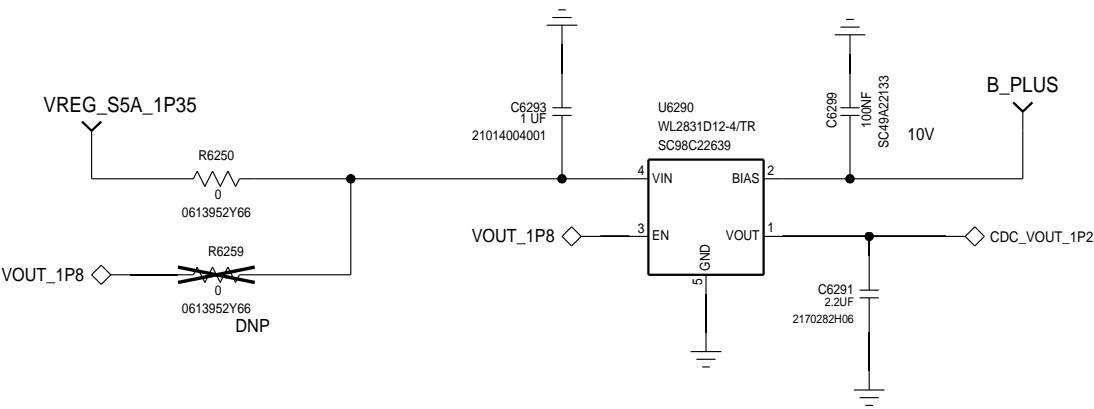 VREG_S5A_1P35
R6250
0
0613952Y66
VOUT_1P8
R6259
0
0613952Y66
DNP
C6293
1 UF
21014004001
U6290
WL2831D12-4/TR
SC98C22639
4
VIN
BIAS
2
3
EN
VOUT
1
GND
5
VOUT_1P8
C6299
100NF
SC49A22133
10V
B_PLUS
CDC_VOUT_1P2
C6291
2.2UF
2170282H06